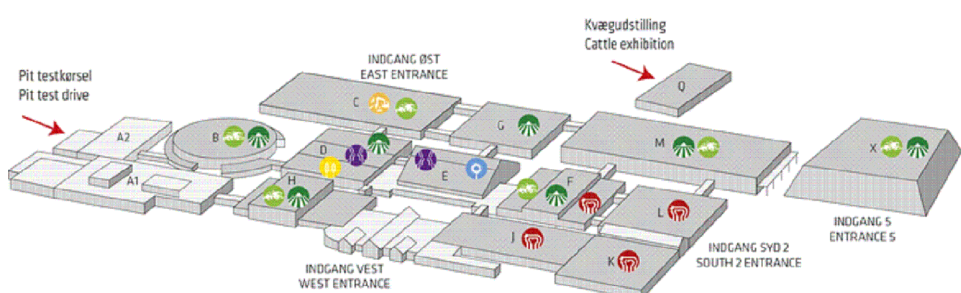 Kvægudstilling
Cattle exhibition
INDGANG ØST
EAST ENTRANCE
Pit testkørsel
Pit test drive
Q
C
G
A2
B
D
M
X
E
A1
H
F
L
J
K
INDGANG 5
ENTRANCE 5
INDGANG SYD 2
SOUTH 2 ENTRANCE
INDGANG VEST
WEST ENTRANCE